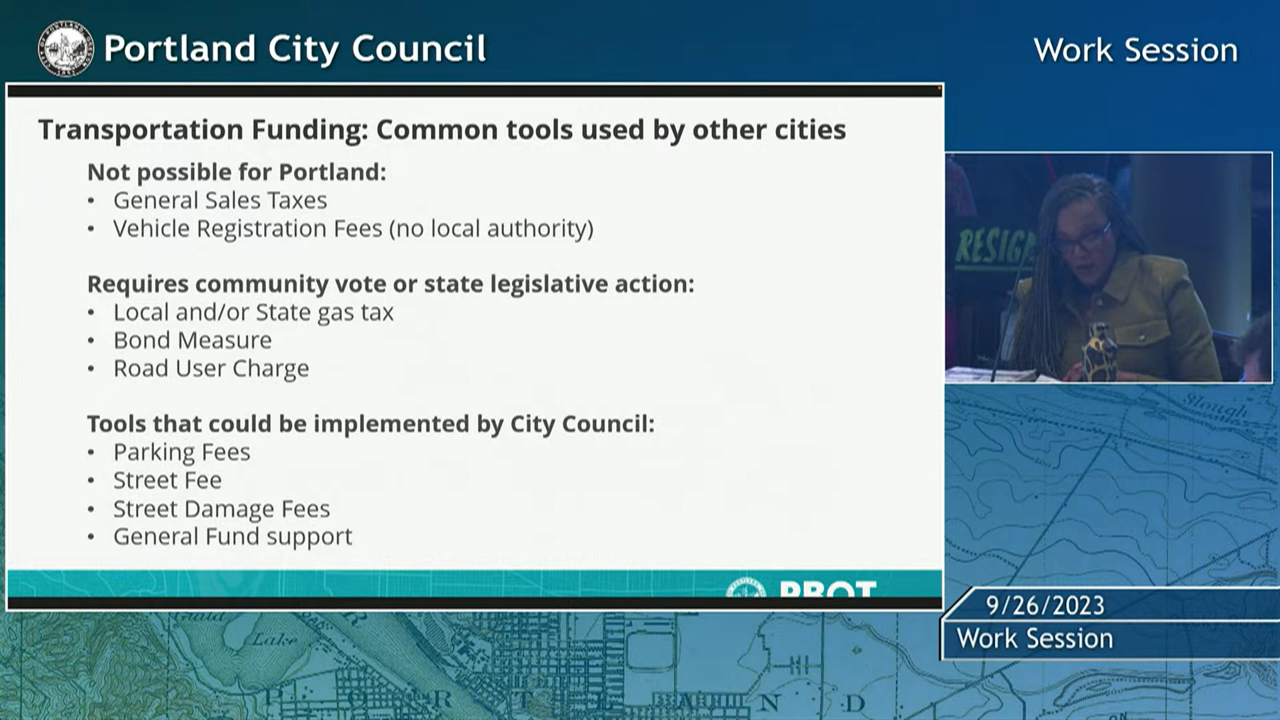 Portland City Council
Work Session
Transportation Funding: Common tools used by other cities
Not possible for Portland:
• General Sales Taxes
• Vehicle Registration Fees (no local authority)
Requires community vote or state legislative action:
• Local and/or State gas tax
• Bond Measure
• Road User Charge
Tools that could be implemented by City Council:
• Parking Fees
• Street Fee
• Street Damage Fees
• General Fund support
PBOT
RESIGN
Slough
9/26/2023
Work Session
Guild
Lake
P O R T L A N D